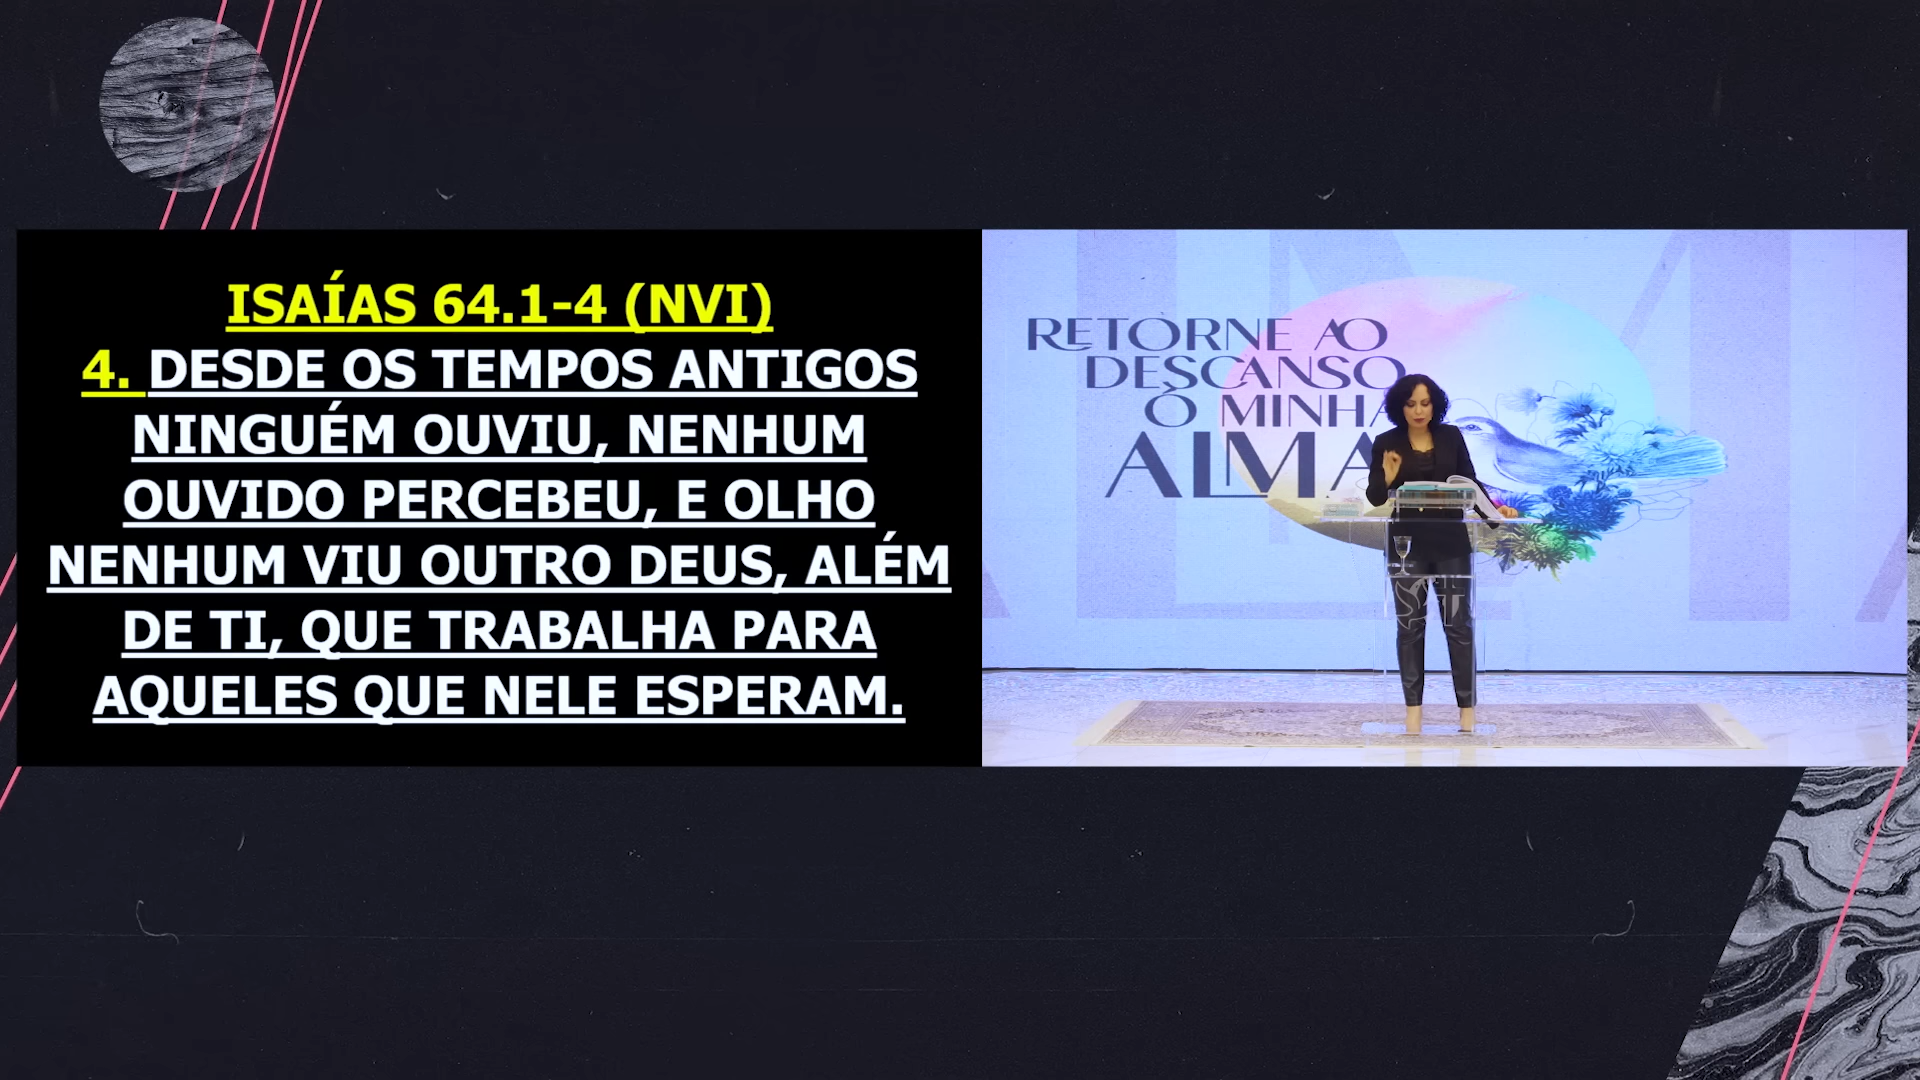 ISAÍAS 64.1-4 (NVI)
4. DESDE OS TEMPOS ANTIGOS
NINGUÉM OUVIU, NENHUM
OUVIDO PERCEBEU, E OLHO
NENHUM VIU OUTRO DEUS, ALÉM
DE TI, QUE TRABALHA PARA
AQUELES QUE NELE ESPERAM.
RETORNE AO
DESCANSO
Ó MINHA
ALMA